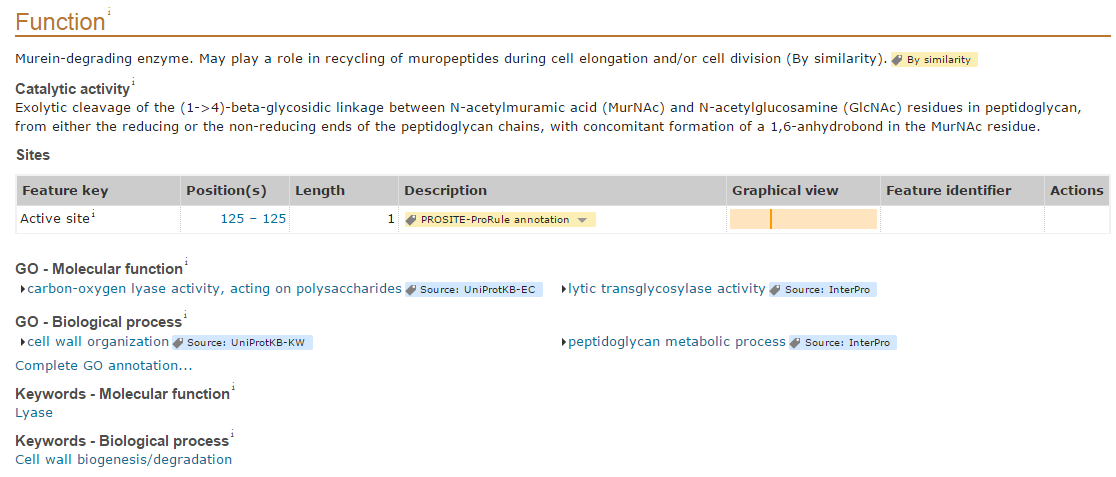 Function i
Murein-degrading enzyme. May play a role in recycling of muropeptides during cell elongation and/or cell division (By similarity). By similarity
Catalytic activity i
Exolytic cleavage of the (1->4)-beta-glycosidic linkage between N-acetylmuramic acid (MurNAc) and N-acetylglucosamine (GlcNAc) residues in peptidoglycan,
from either the reducing or the non-reducing ends of the peptidoglycan chains, with concomitant formation of a 1,6-anhydrobond in the MurNAc residue.
Sites
Feature key Position(s) Length Description Graphical view Feature identifier Actions
Active site i 125 – 125 1 PROSITE-ProRule annotation
GO - Molecular function i
carbon-oxygen lyase activity, acting on polysaccharides Source: UniProtKB-EC lytic transglycosylase activity Source: InterPro
GO - Biological process i
cell wall organization Source: UniProtKB-KW peptidoglycan metabolic process Source: InterPro
Complete GO annotation...
Keywords - Molecular function i
Lyase
Keywords - Biological process i
Cell wall biogenesis/degradation